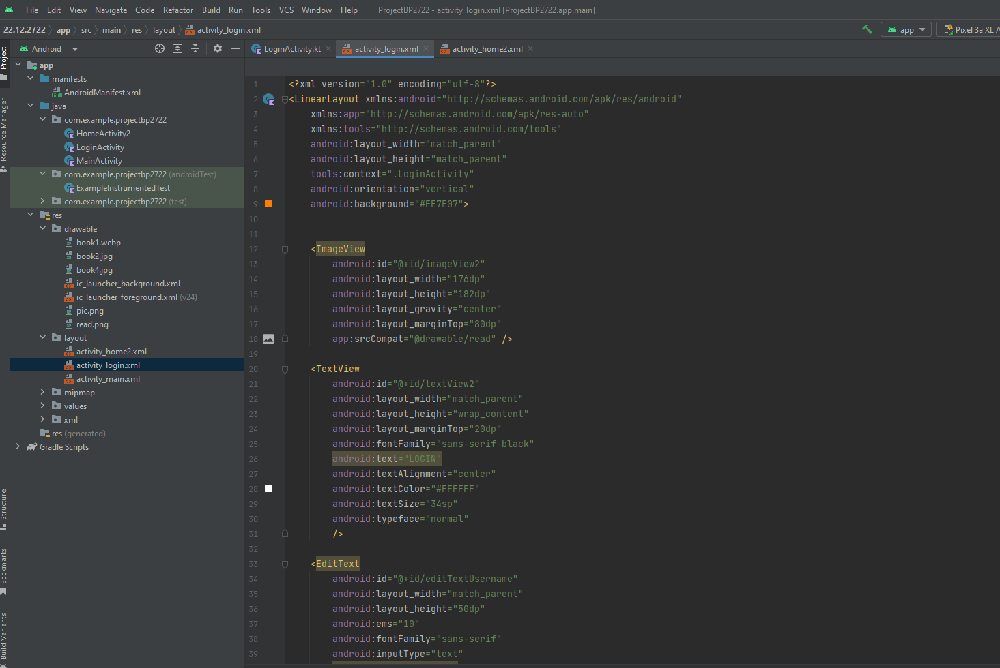 File Edit View Navigate Code Refactor Build Run Tools VCS Window Help ProjectBP2722 - activity_login.xml [ProjectBP2722.app.main]
22.12.2722 app src main res layout activity_login.xml app Pixel 3a XL A
Android LoginActivity.kt activity_login.xml activity_home2.xml
Project
Resource Manager
Structure
Bookmarks
Build Variants
app
manifests
AndroidManifest.xml
java
com.example.projectbp2722
HomeActivity2
LoginActivity
MainActivity
com.example.projectbp2722 (androidTest)
ExampleInstrumentedTest
com.example.projectbp2722 (test)
res
drawable
book1.webp
book2.jpg
book4.jpg
ic_launcher_background.xml
ic_launcher_foreground.xml (v24)
pic.png
read.png
layout
activity_home2.xml
activity_login.xml
activity_main.xml
mipmap
values
xml
res (generated)
Gradle Scripts
1 <?xml version="1.0" encoding="utf-8"?>
2 <LinearLayout xmlns:android="http://schemas.android.com/apk/res/android"
3 xmlns:app="http://schemas.android.com/apk/res-auto"
4 xmlns:tools="http://schemas.android.com/tools"
5 android:layout_width="match_parent"
6 android:layout_height="match_parent"
7 tools:context=".LoginActivity"
8 android:orientation="vertical"
9 android:background="#FE7E07">
10
11
12 <ImageView
13 android:id="@+id/imageView2"
14 android:layout_width="176dp"
15 android:layout_height="182dp"
16 android:layout_gravity="center"
17 android:layout_marginTop="80dp"
18 app:srcCompat="@drawable/read" />
19
20 <TextView
21 android:id="@+id/textView2"
22 android:layout_width="match_parent"
23 android:layout_height="wrap_content"
24 android:layout_marginTop="20dp"
25 android:fontFamily="sans-serif-black"
26 android:text="LOGIN"
27 android:textAlignment="center"
28 android:textColor="#FFFFFF"
29 android:textSize="34sp"
30 android:typeface="normal"
31 />
32
33 <EditText
34 android:id="@+id/editTextUsername"
35 android:layout_width="match_parent"
36 android:layout_height="50dp"
37 android:ems="10"
38 android:fontFamily="sans-serif"
39 android:inputType="text"